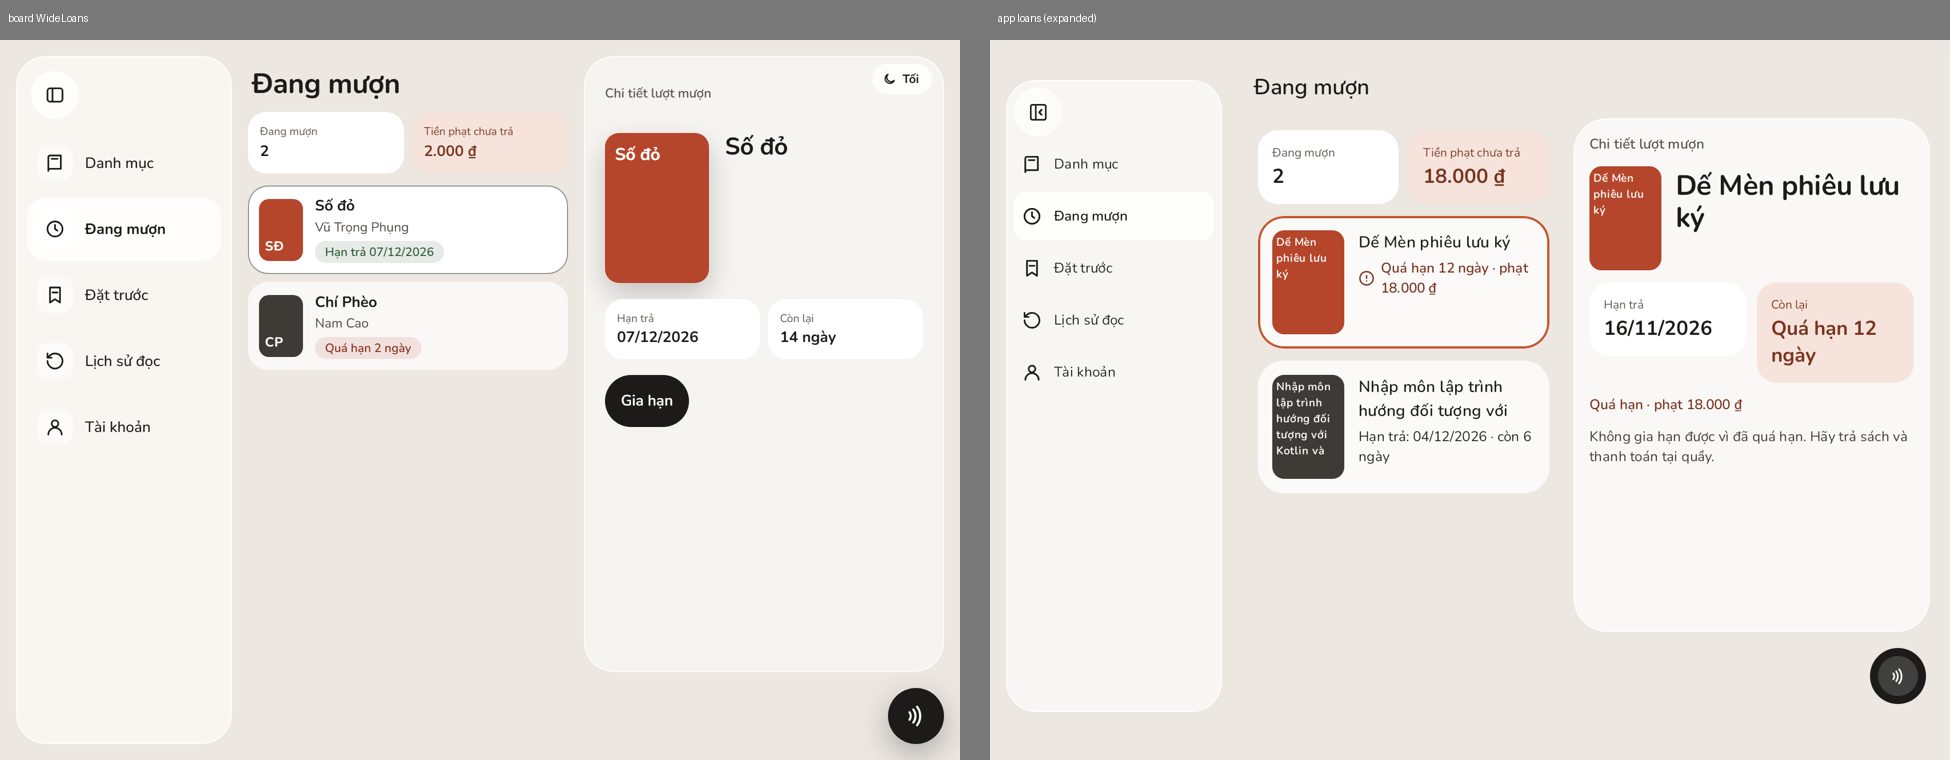 board WideLoans
Danh mục
Đang mượn
Đặt trước
Lịch sử đọc
Tài khoản
Đang mượn
Đang mượn
2
Tiền phạt chưa trả
2.000 ₫
Số đỏ
Vũ Trọng Phụng
Hạn trả 07/12/2026
SĐ
Chí Phèo
Nam Cao
Quá hạn 2 ngày
CP
Tối
Chi tiết lượt mượn
Số đỏ
Số đỏ
Hạn trả
07/12/2026
Còn lại
14 ngày
Gia hạn
app loans (expanded)
Danh mục
Đang mượn
Đặt trước
Lịch sử đọc
Tài khoản
Đang mượn
Đang mượn
2
Tiền phạt chưa trả
18.000 ₫
Dế Mèn
phiêu lưu
ký
Dế Mèn phiêu lưu ký
Quá hạn 12 ngày · phạt
18.000 ₫
Nhập môn
lập trình
hướng đối
tượng với
Kotlin và
Nhập môn lập trình
hướng đối tượng với
Hạn trả: 04/12/2026 · còn 6
ngày
Chi tiết lượt mượn
Dế Mèn
phiêu lưu
ký
Dế Mèn phiêu lưu
ký
Hạn trả
16/11/2026
Còn lại
Quá hạn 12
ngày
Quá hạn · phạt 18.000 ₫
Không gia hạn được vì đã quá hạn. Hãy trả sách và
thanh toán tại quầy.